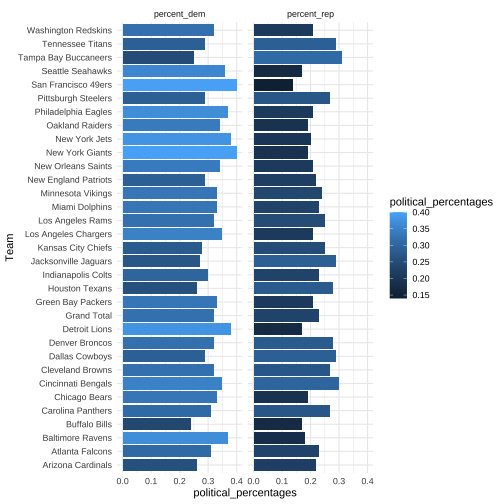 percent_dem percent_rep
Washington Redskins
Tennessee Titans
Tampa Bay Buccaneers
Seattle Seahawks
San Francisco 49ers
Pittsburgh Steelers
Philadelphia Eagles
Oakland Raiders
New York Jets
New York Giants
New Orleans Saints
New England Patriots
Minnesota Vikings
Miami Dolphins
Los Angeles Rams
Los Angeles Chargers
Kansas City Chiefs
Jacksonville Jaguars
Indianapolis Colts
Houston Texans
Green Bay Packers
Grand Total
Detroit Lions
Denver Broncos
Dallas Cowboys
Cleveland Browns
Cincinnati Bengals
Chicago Bears
Carolina Panthers
Buffalo Bills
Baltimore Ravens
Atlanta Falcons
Arizona Cardinals
Team
0.0 0.1 0.2 0.3 0.4 0.0 0.1 0.2 0.3 0.4
political_percentages
political_percentages
0.40
0.35
0.30
0.25
0.20
0.15